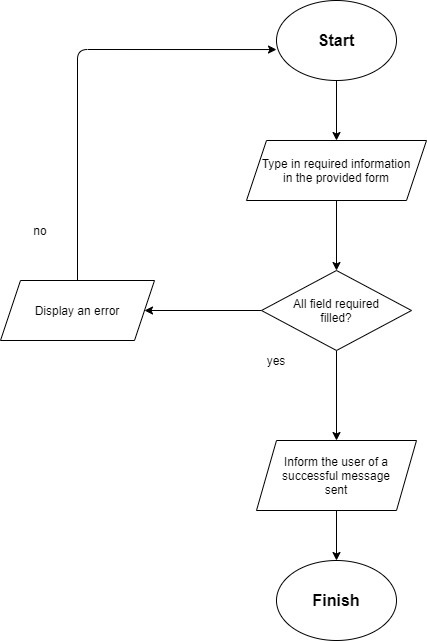 Start
Type in required information
in the provided form
no
All field required
filled?
Display an error
yes
Inform the user of a
successful message
sent
Finish